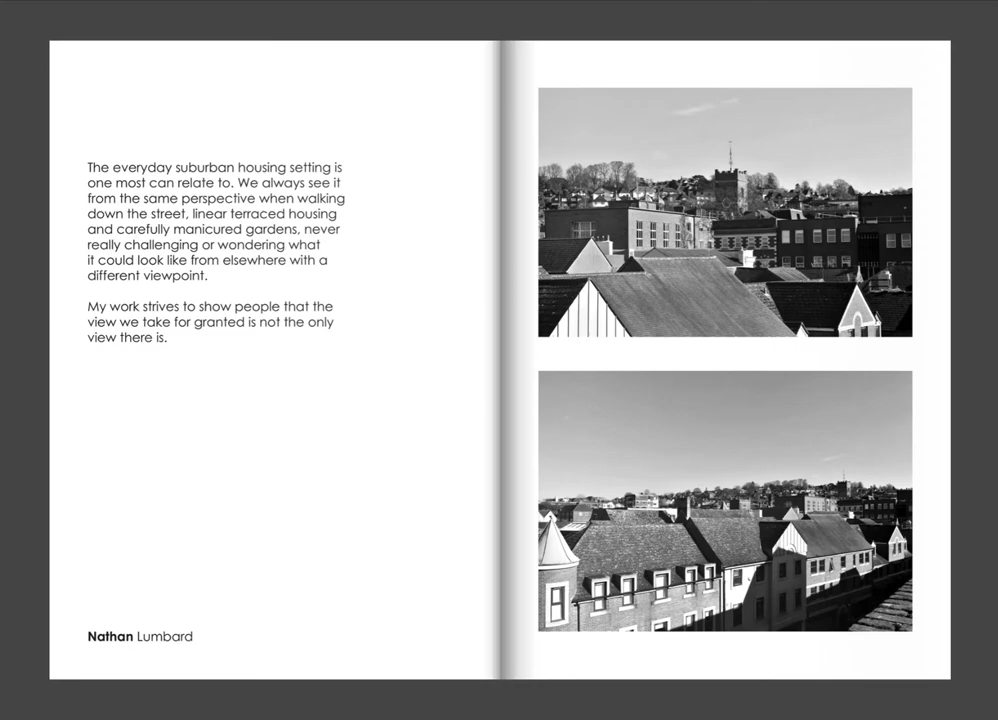 The everyday suburban housing setting is
one most can relate to. We always see it
from the same perspective when walking
down the street, linear terraced housing
and carefully manicured gardens, never
really challenging or wondering what
it could look like from elsewhere with a
different viewpoint.
My work strives to show people that the
view we take for granted is not the only
view there is.
Nathan Lumbard